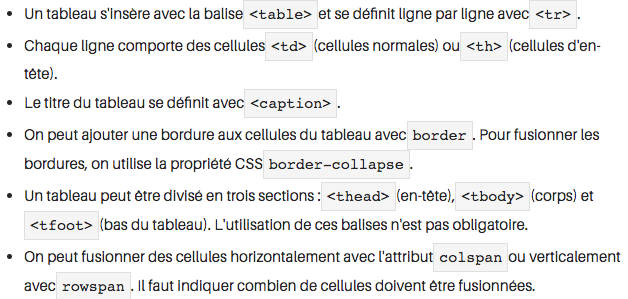 • Un tableau s'insère avec la balise <table> et se définit ligne par ligne avec <tr> .
• Chaque ligne comporte des cellules <td> (cellules normales) ou <th> (cellules d'en-
tête).
• Le titre du tableau se définit avec <caption> .
• On peut ajouter une bordure aux cellules du tableau avec border . Pour fusionner les
bordures, on utilise la propriété CSS border-collapse .
• Un tableau peut être divisé en trois sections : <thead> (en-tête), <tbody> (corps) et
<tfoot> (bas du tableau). L'utilisation de ces balises n'est pas obligatoire.
• On peut fusionner des cellules horizontalement avec l'attribut colspan ou verticalement
avec rowspan . Il faut indiquer combien de cellules doivent être fusionnées.